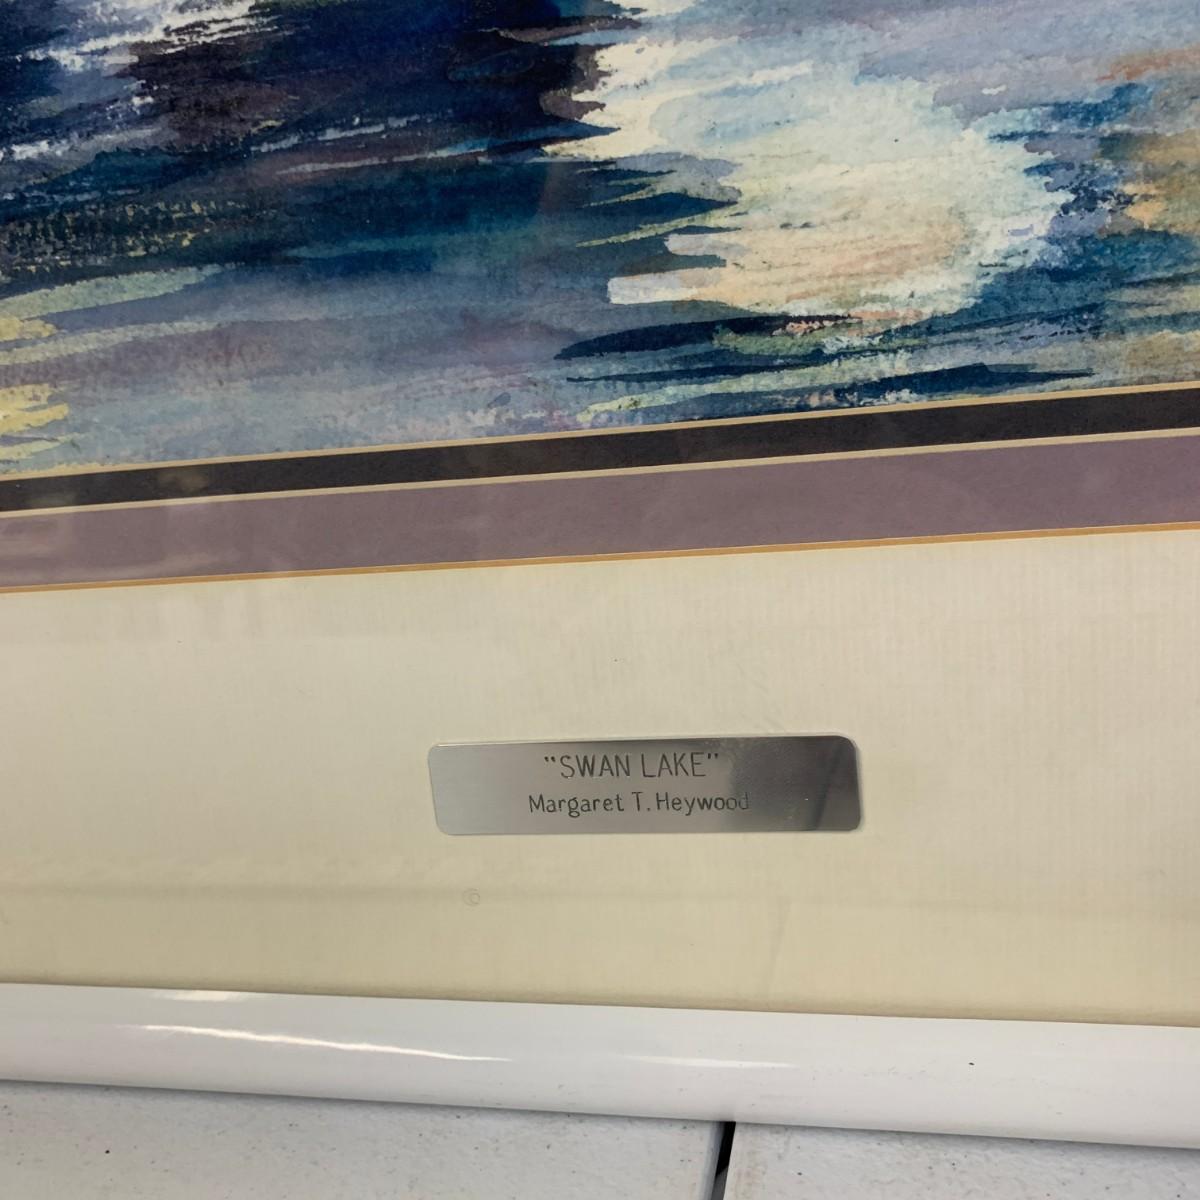 "SWAN LAKE"
Margaret T. Heywood
©